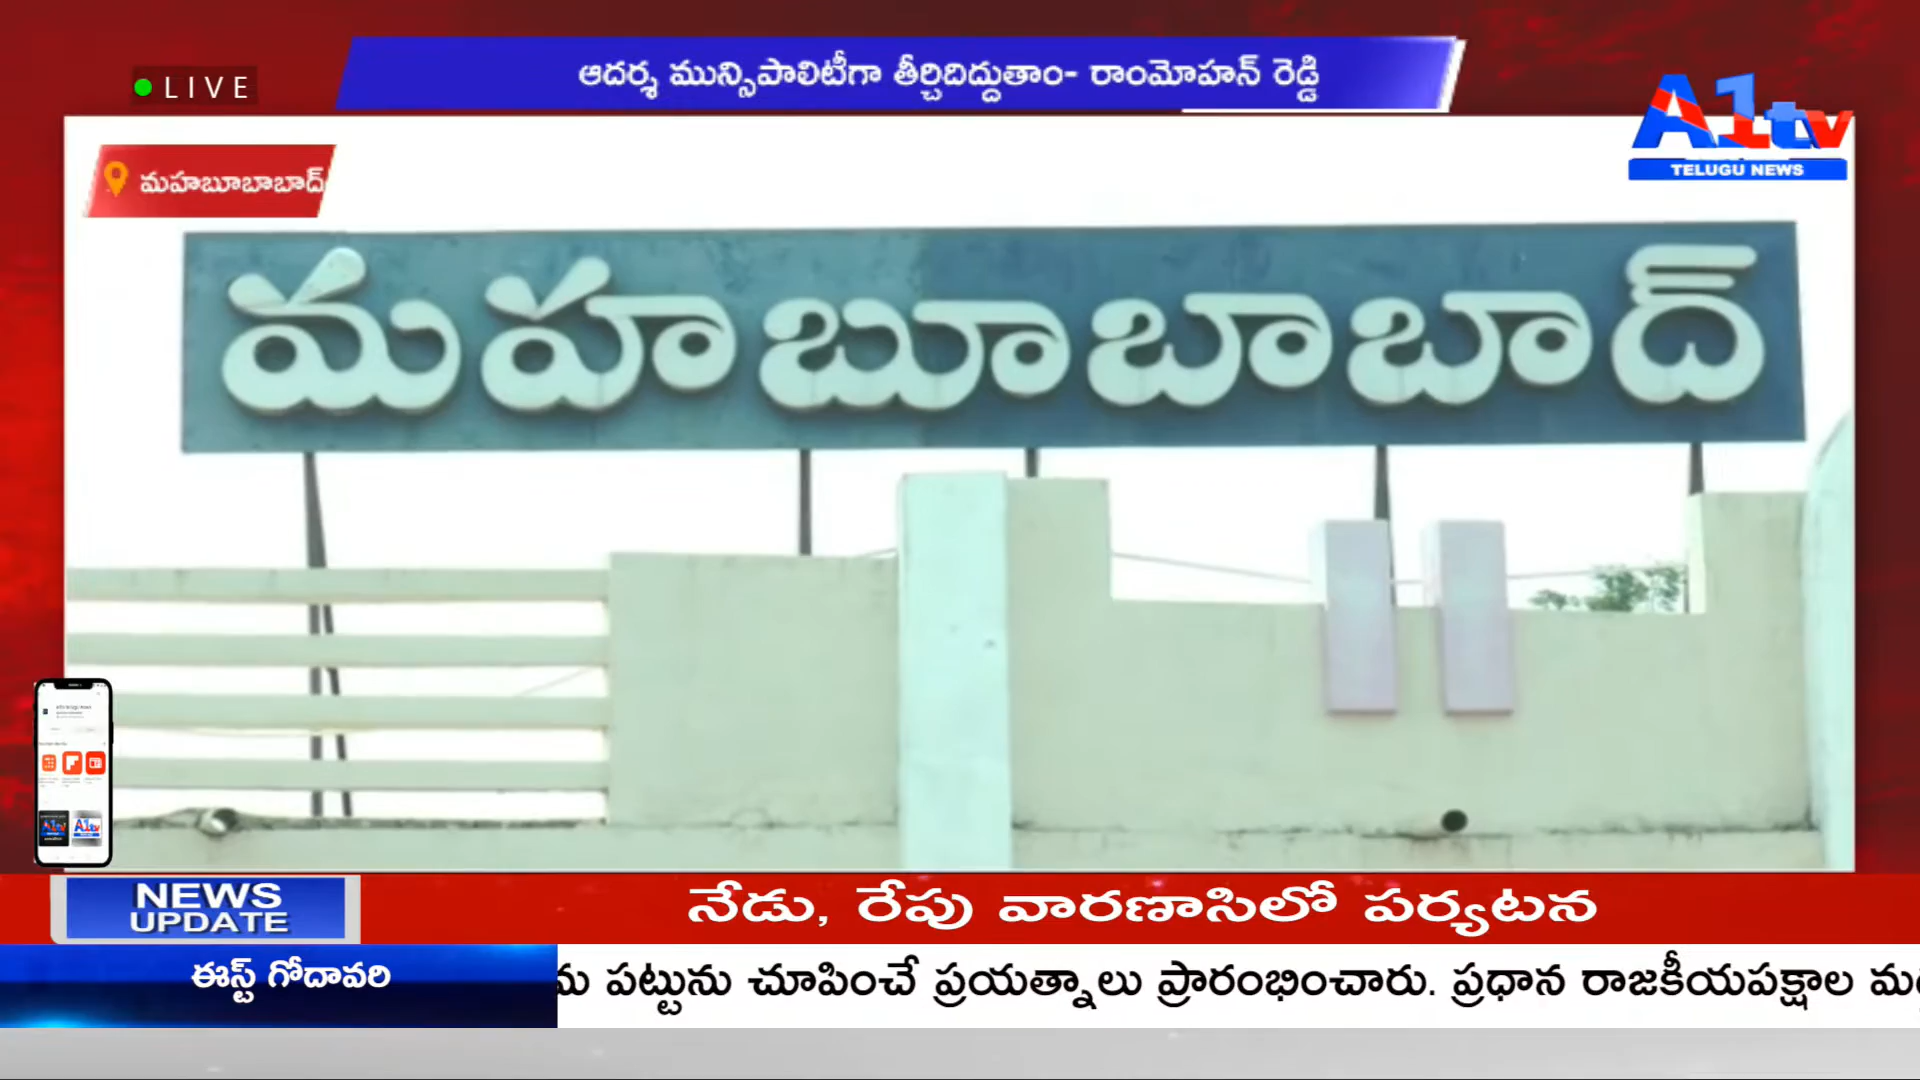 ఆదర్శ మున్సిపాలిటీగా తీర్చిదిద్దుతాం- రాంమోహన్ రెడ్డి
LIVE
A1tv
TELUGU NEWS
మహబూబాబాద్
మహబూబాబాద్
NEWS
UPDATE
నేడు, రేపు వారణాసిలో పర్యటన
ఈస్ట్ గోదావరి
పట్టును చూపించే ప్రయత్నాలు ప్రారంభించారు. ప్రధాన రాజకీయపక్షాల